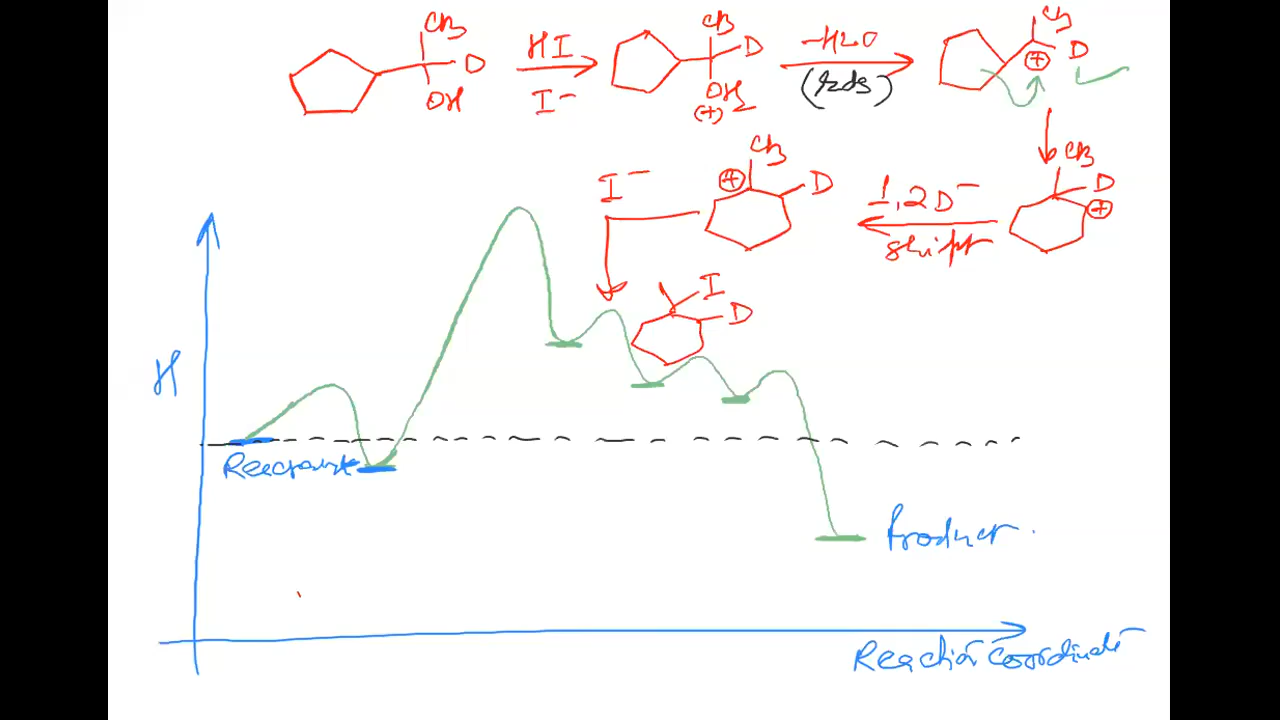 CH3 CH3 CH3
D HI D -H2O D
OH I⁻ OH2 (rds) (+)
(+)
CH3 CH3
I⁻ (+) D 1,2 D⁻ D (+)
shift
I
D
H
Reactant
Product
Reaction coordinate